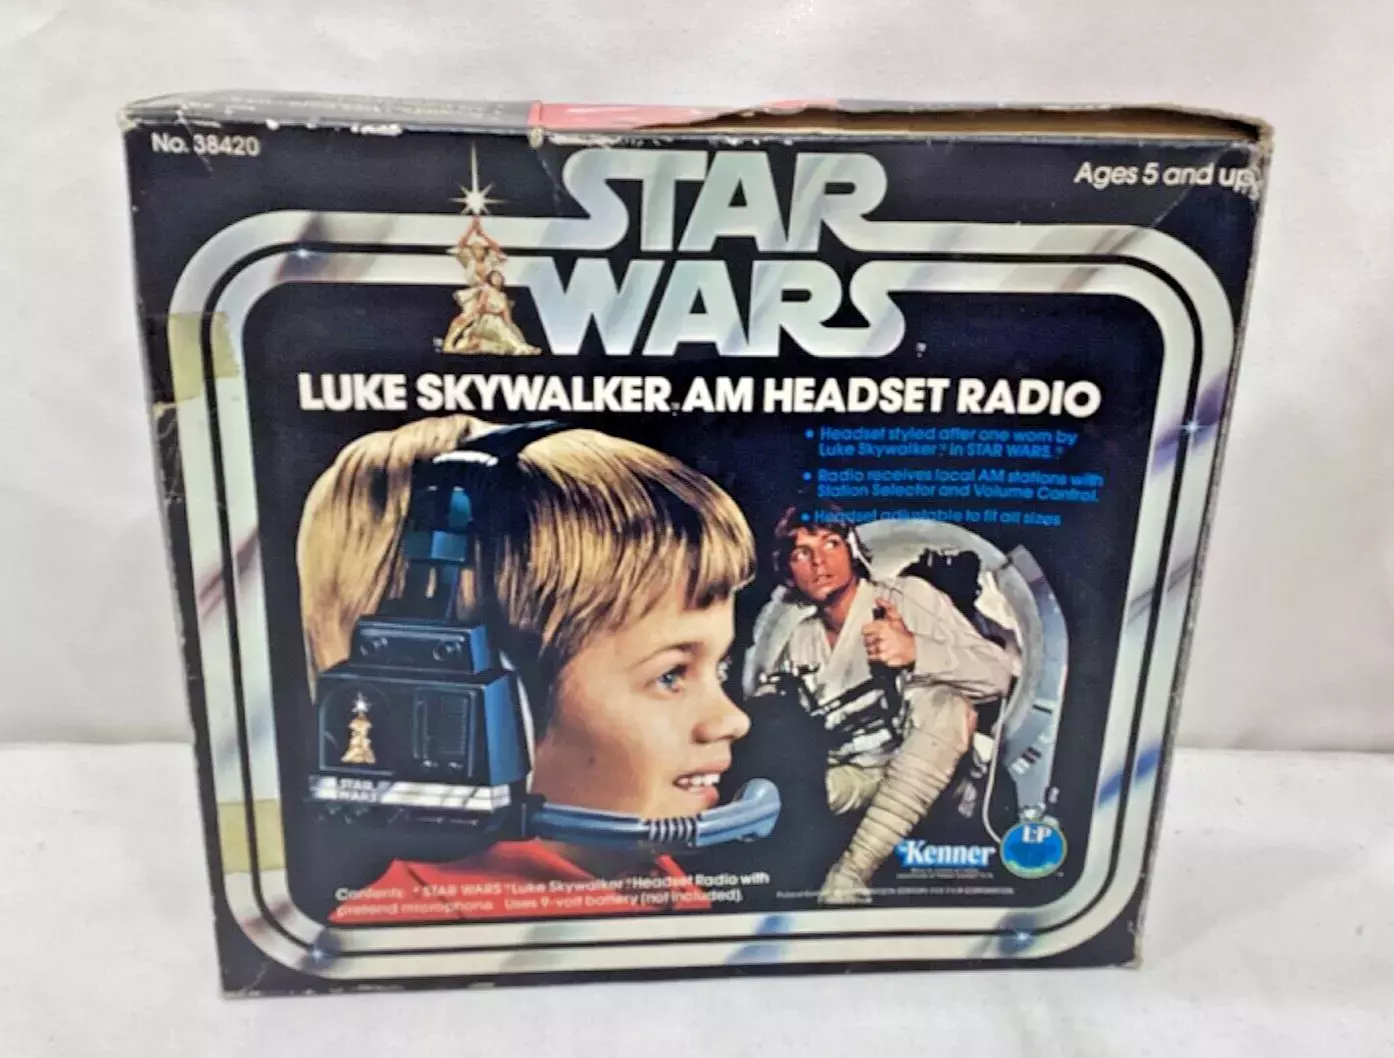 No. 38420
Ages 5 and up
STAR
WARS
LUKE SKYWALKER AM HEADSET RADIO
• Headset styled after one worn by
Luke Skywalker™ in STAR WARS.™
• Radio receives local AM stations with
Station Selector and Volume Control.
• Headset adjustable to fit all sizes
STAR
WARS
L.P
Kenner
Contents: STAR WARS Luke Skywalker Headset Radio with
pretend microphone Uses 9-volt battery (not included).